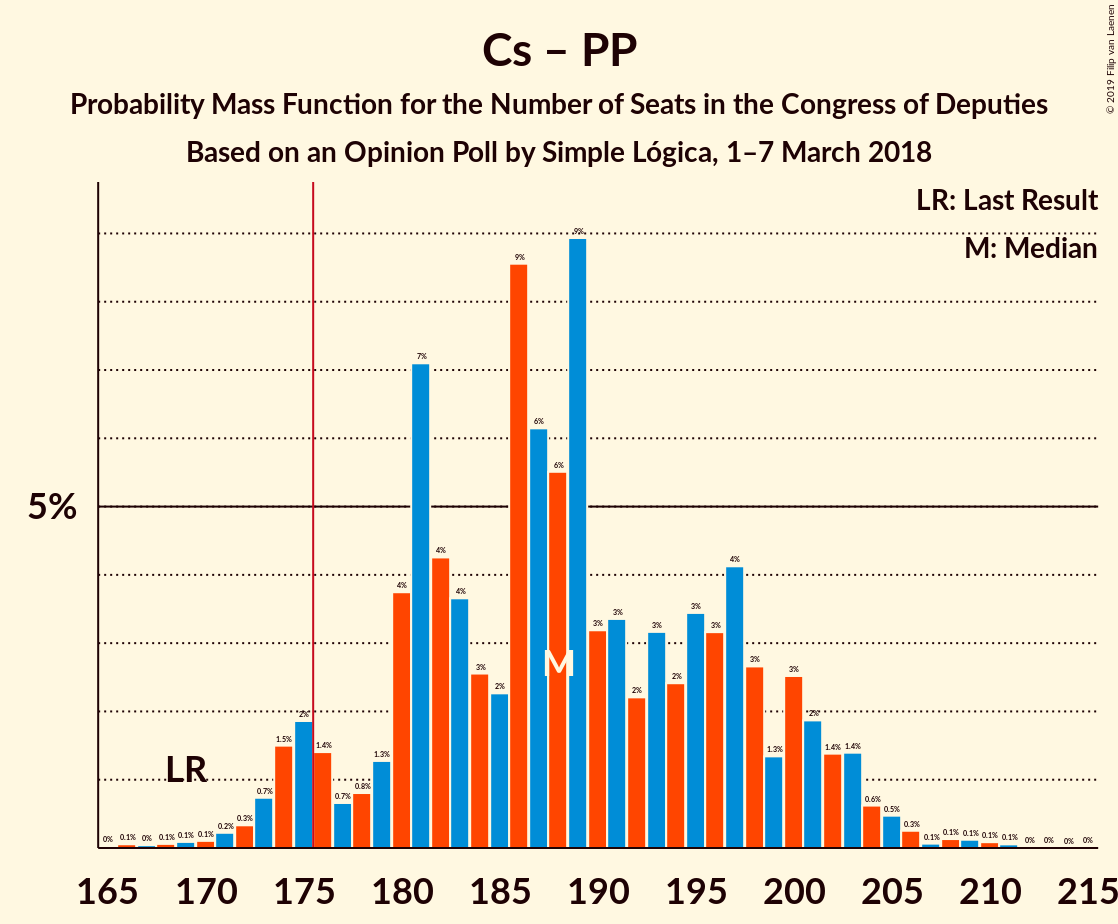 © 2019 Filip van Laenen
Cs – PP
Probability Mass Function for the Number of Seats in the Congress of Deputies
Based on an Opinion Poll by Simple Lógica, 1–7 March 2018
LR: Last Result
M: Median
5%
LR
M
0% 0.1% 0% 0.1% 0.1% 0.1% 0.2% 0.3% 0.7% 1.5% 2% 1.4% 0.7% 0.8% 1.3% 4% 7% 4% 4% 3% 2% 9% 6% 6% 9% 3% 3% 2% 3% 2% 3% 3% 4% 3% 1.3% 3% 2% 1.4% 1.4% 0.6% 0.5% 0.3% 0.1% 0.1% 0.1% 0.1% 0.1% 0% 0% 0% 0%
165 170 175 180 185 190 195 200 205 210 215